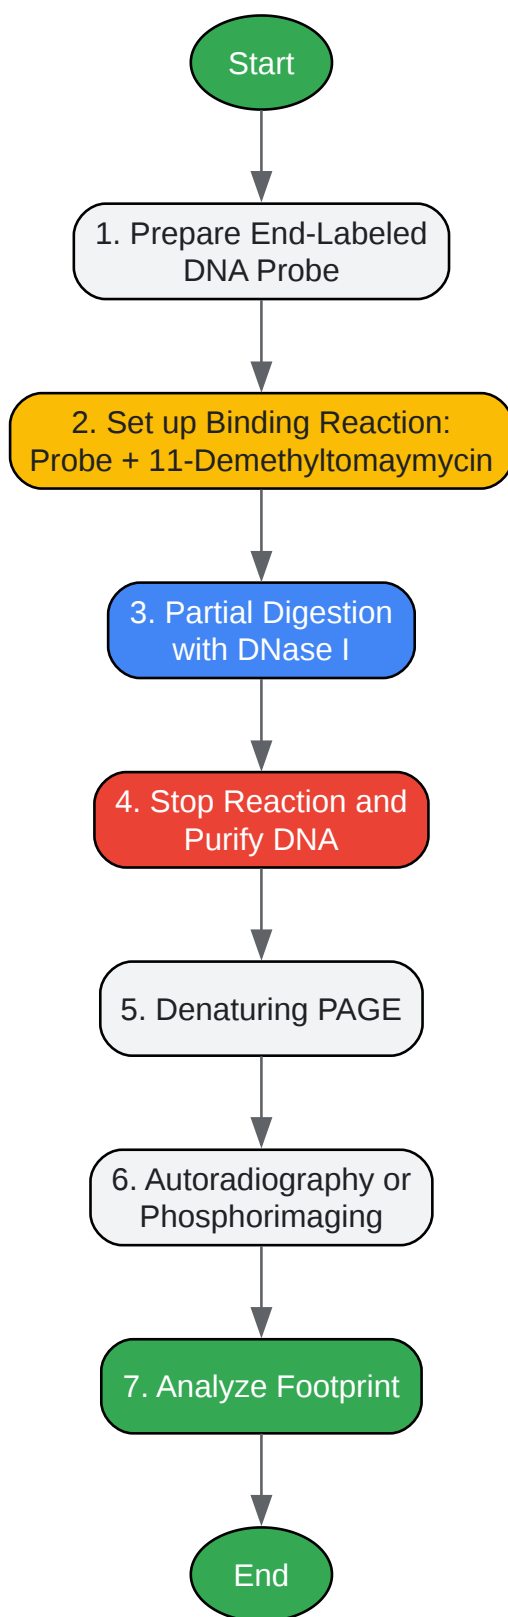 Start
1. Prepare End-Labeled
DNA Probe
2. Set up Binding Reaction:
Probe + 11-Demethyltomaymycin
3. Partial Digestion
with DNase I
4. Stop Reaction and
Purify DNA
5. Denaturing PAGE
6. Autoradiography or
Phosphorimaging
7. Analyze Footprint
End